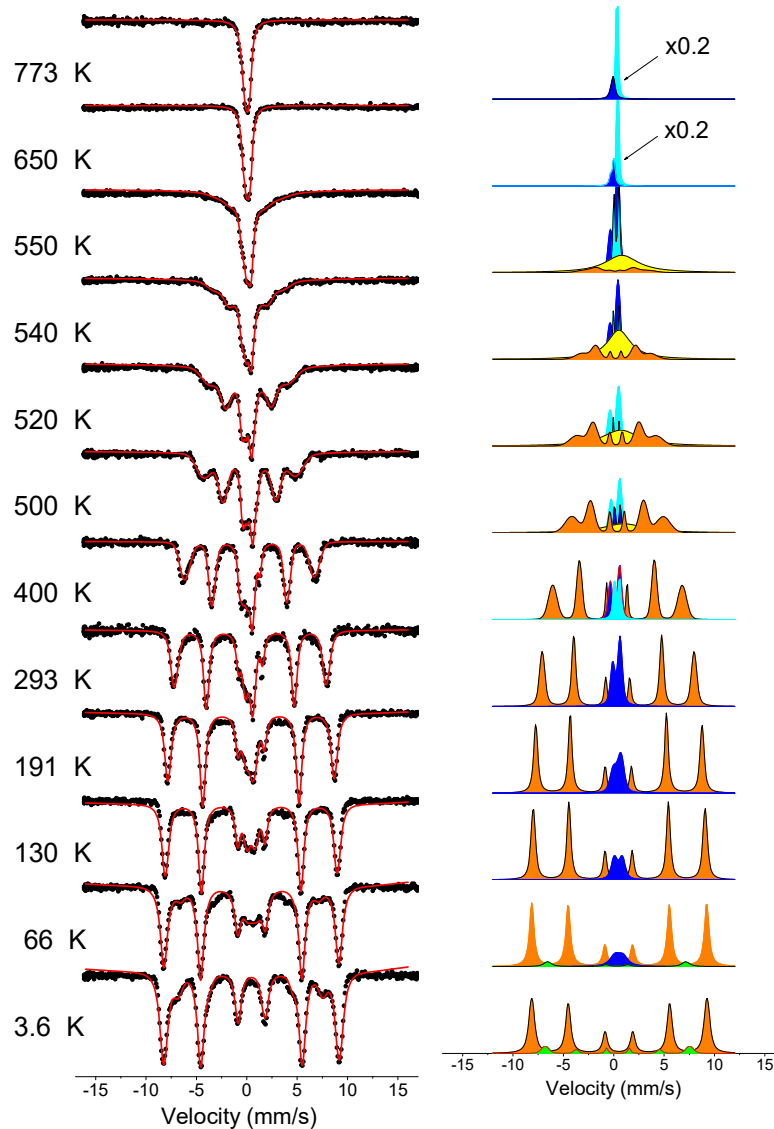 773 K
x0.2
650 K
x0.2
550 K
540 K
520 K
500 K
400 K
293 K
191 K
130 K
66 K
3.6 K
-15 -10 -5 0 5 10 15
-15 -10 -5 0 5 10 15
Velocity (mm/s)
Velocity (mm/s)